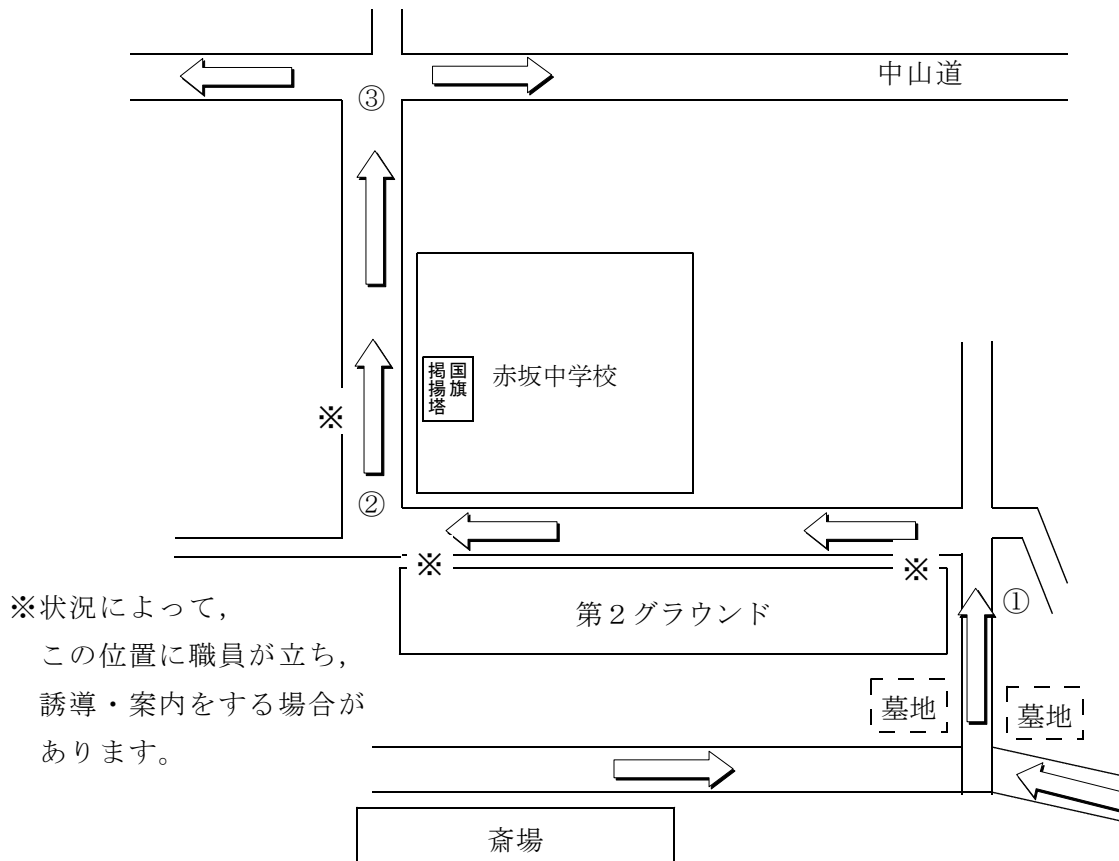 中山道
③
国旗
掲揚塔
赤坂中学校
※
②
※
※
①
第2グラウンド
※状況によって,
この位置に職員が立ち,
誘導・案内をする場合が
あります。
墓地
墓地
斎場